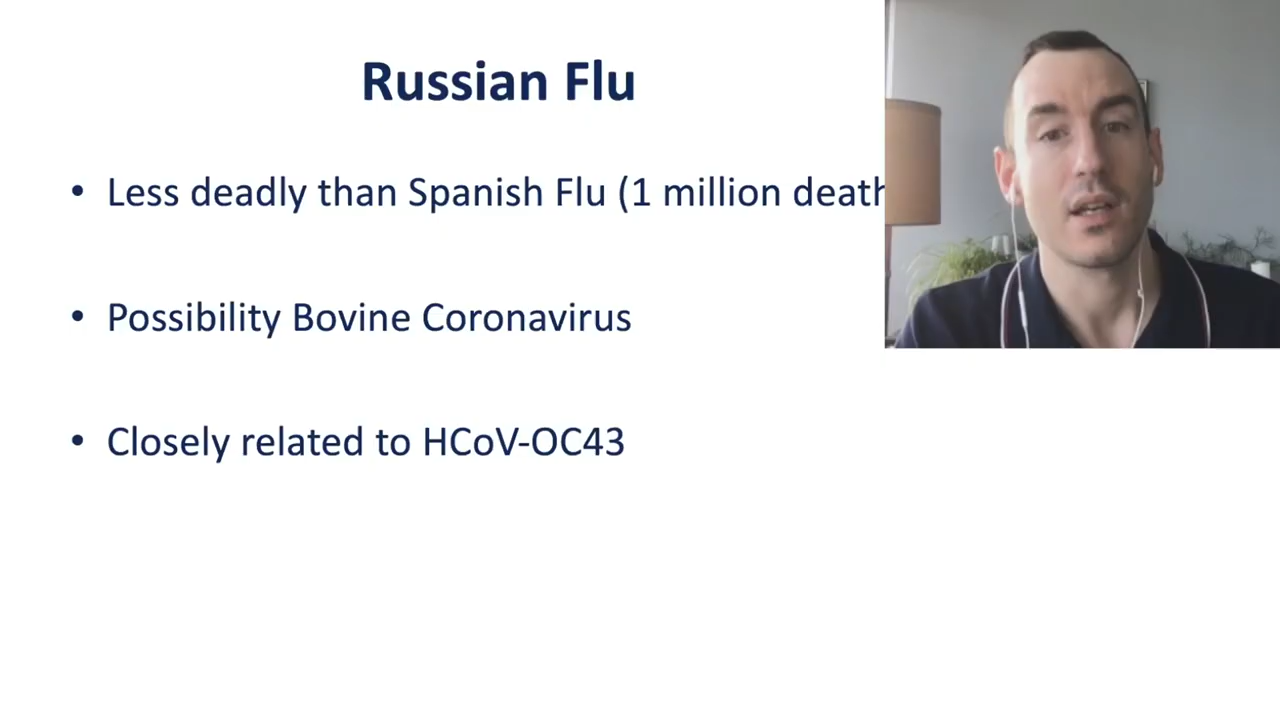 Russian Flu
• Less deadly than Spanish Flu (1 million death
• Possibility Bovine Coronavirus
• Closely related to HCoV-OC43